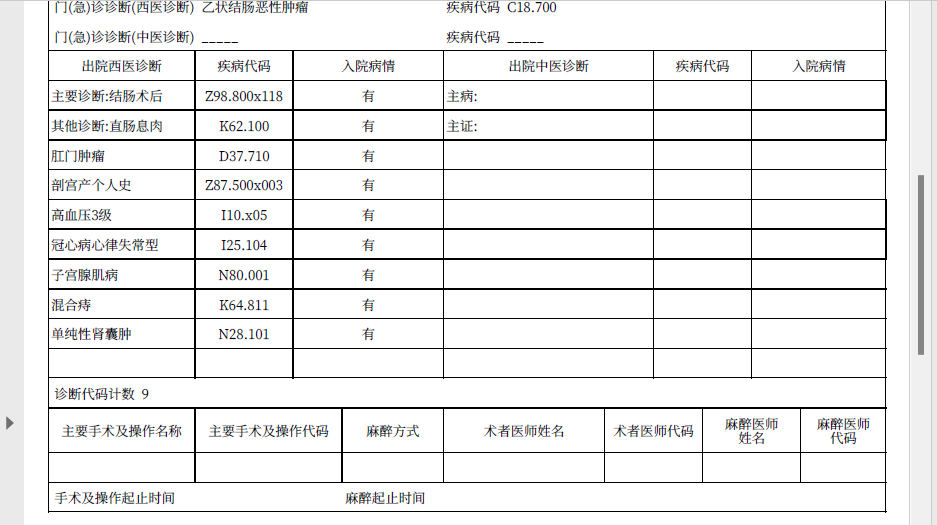 门(急)诊诊断(西医诊断) 乙状结肠恶性肿瘤 疾病代码 C18.700
门(急)诊诊断(中医诊断) _____ 疾病代码 _____
出院西医诊断 疾病代码 入院病情 出院中医诊断 疾病代码 入院病情
主要诊断:结肠术后 Z98.800x118 有 主病:
其他诊断:直肠息肉 K62.100 有 主证:
肛门肿瘤 D37.710 有
剖宫产个人史 Z87.500x003 有
高血压3级 I10.x05 有
冠心病心律失常型 I25.104 有
子宫腺肌病 N80.001 有
混合痔 K64.811 有
单纯性肾囊肿 N28.101 有
诊断代码计数 9
主要手术及操作名称 主要手术及操作代码 麻醉方式 术者医师姓名 术者医师代码 麻醉医师姓名 麻醉医师代码
手术及操作起止时间 麻醉起止时间